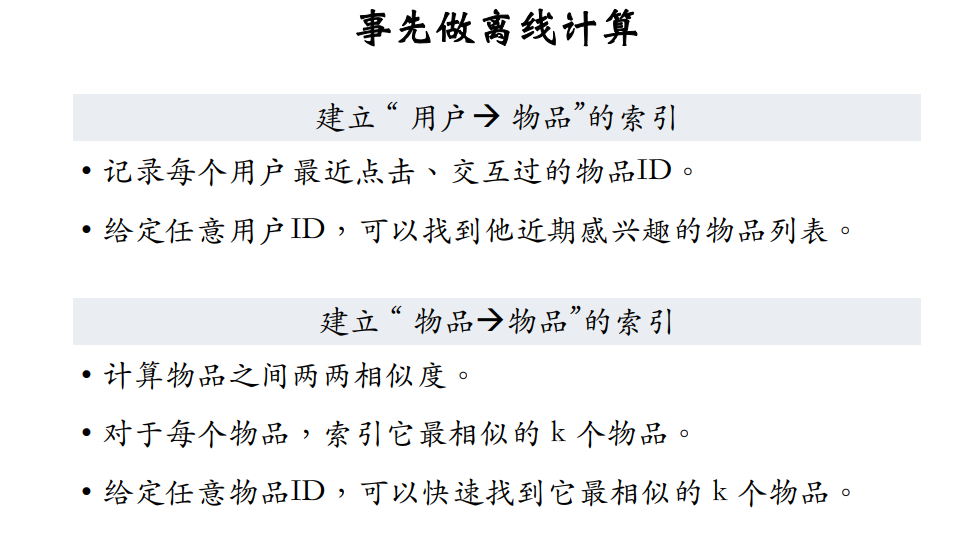 事先做离线计算
建立“ 用户→ 物品”的索引
• 记录每个用户最近点击、交互过的物品ID。
• 给定任意用户ID，可以找到他近期感兴趣的物品列表。
建立“ 物品→物品”的索引
• 计算物品之间两两相似度。
• 对于每个物品，索引它最相似的 k 个物品。
• 给定任意物品ID，可以快速找到它最相似的 k 个物品。